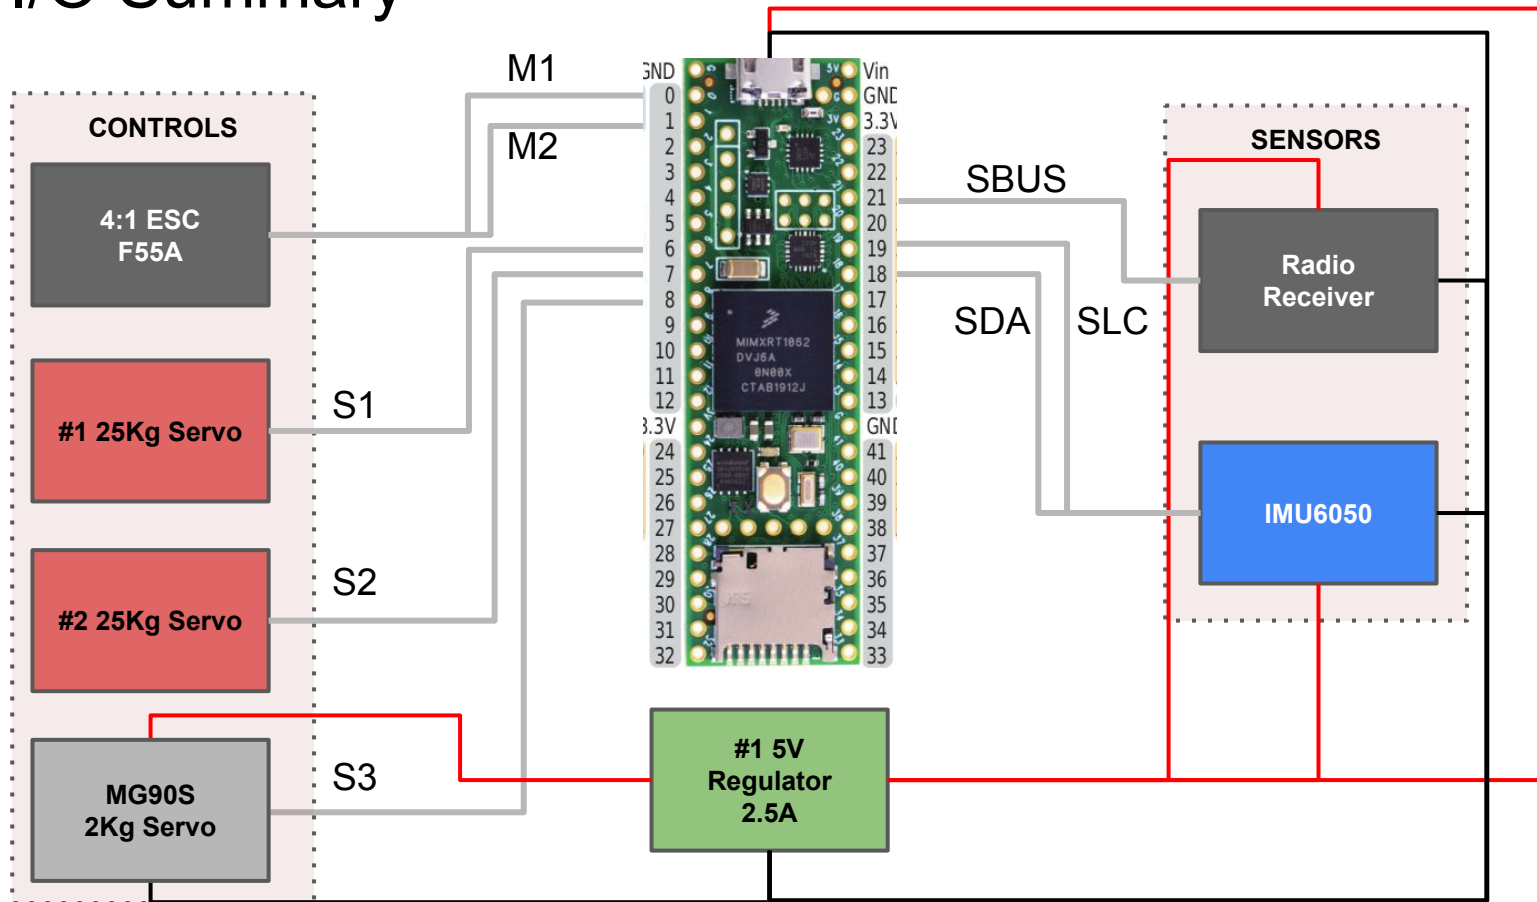 I/O Summary
M1
M2
CONTROLS
4:1 ESC
F55A
#1 25Kg Servo
S1
#2 25Kg Servo
S2
MG90S
2Kg Servo
S3
GND
0
1
2
3
4
5
6
7
8
9
10
11
12
3.3V
24
25
26
27
28
29
30
31
32
MIMXRT1062
DVJ6A
0N00X
CTAB1912J
Vin
GND
3.3V
23
22
21
20
19
18
17
16
15
14
13
GND
41
40
39
38
37
36
35
34
33
#1 5V
Regulator
2.5A
SBUS
SDA
SLC
SENSORS
Radio
Receiver
IMU6050